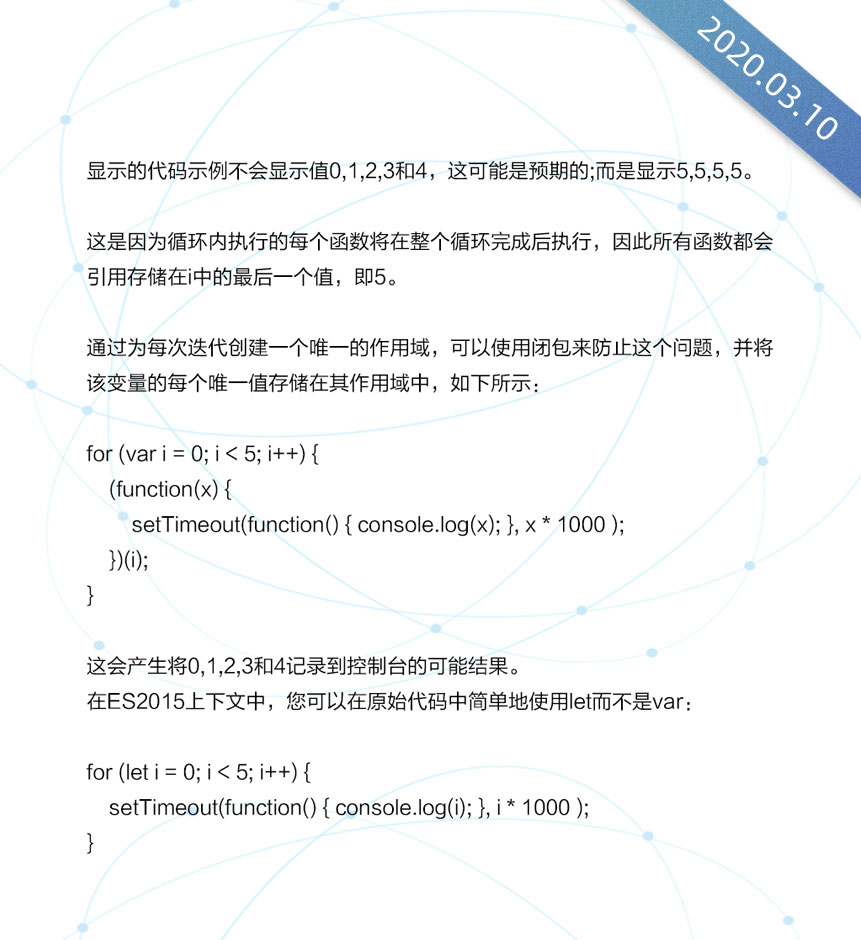 2020.03.10
显示的代码示例不会显示值0,1,2,3和4，这可能是预期的;而是显示5,5,5,5。
这是因为循环内执行的每个函数将在整个循环完成后执行，因此所有函数都会
引用存储在i中的最后一个值，即5。
通过为每次迭代创建一个唯一的作用域，可以使用闭包来防止这个问题，并将
该变量的每个唯一值存储在其作用域中，如下所示：
for (var i = 0; i < 5; i++) {
(function(x) {
setTimeout(function() { console.log(x); }, x * 1000 );
})(i);
}
这会产生将0,1,2,3和4记录到控制台的可能结果。
在ES2015上下文中，您可以在原始代码中简单地使用let而不是var：
for (let i = 0; i < 5; i++) {
setTimeout(function() { console.log(i); }, i * 1000 );
}